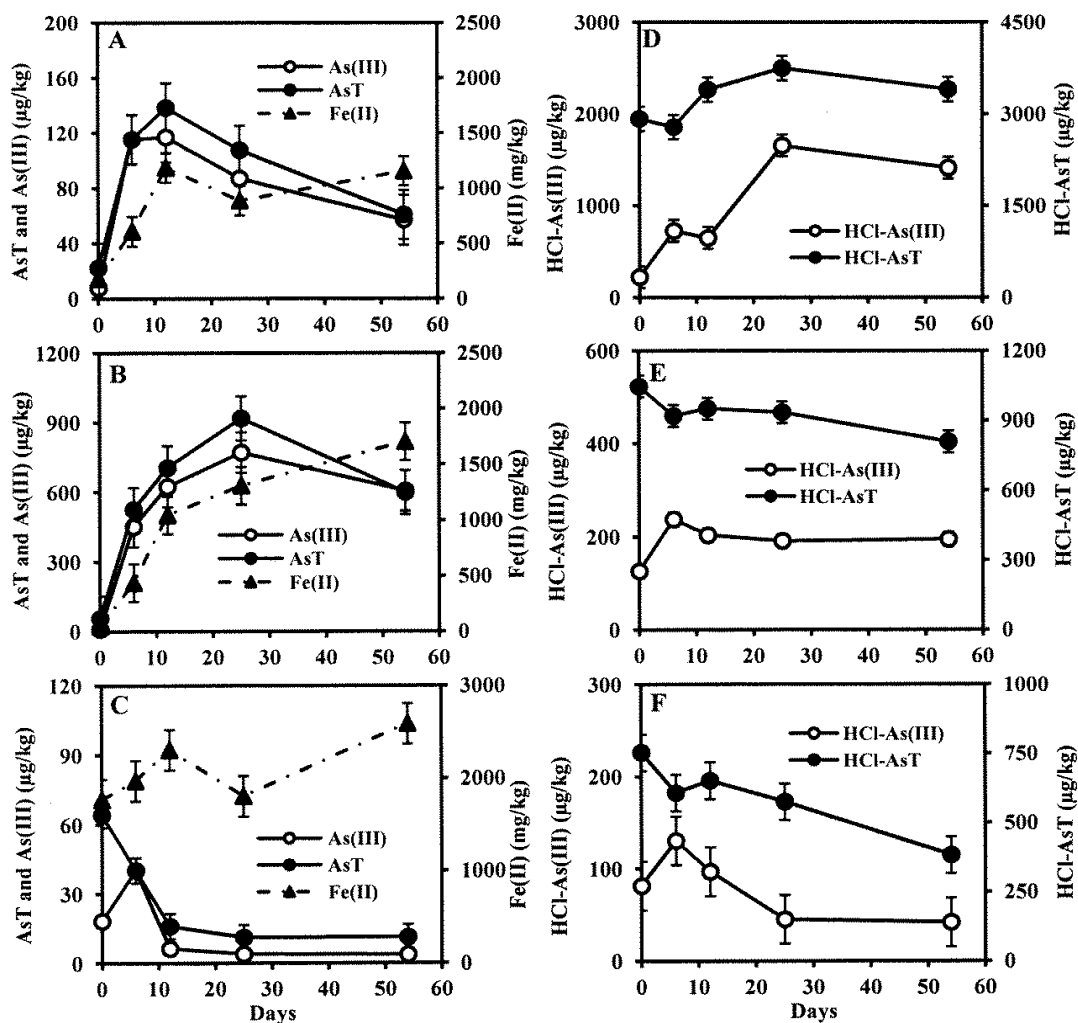 A
AsT and As(III) (µg/kg)
200
160
120
80
40
0
As(III)
AsT
Fe(II)
2500
2000
1500
1000
500
0
Fe(II) (mg/kg)
0 10 20 30 40 50 60
D
HCl-As(III) (µg/kg)
3000
2000
1000
0
HCl-As(III)
HCl-AsT
4500
3000
1500
0
HCl-AsT (µg/kg)
0 10 20 30 40 50 60
B
AsT and As(III) (µg/kg)
1200
900
600
300
0
As(III)
AsT
Fe(II)
2500
2000
1500
1000
500
0
Fe(II) (mg/kg)
0 10 20 30 40 50 60
E
HCl-As(III) (µg/kg)
600
400
200
0
HCl-As(III)
HCl-AsT
1200
900
600
300
0
HCl-AsT (µg/kg)
0 10 20 30 40 50 60
C
AsT and As(III) (µg/kg)
120
90
60
30
0
As(III)
AsT
Fe(II)
3000
2000
1000
0
Fe(II) (mg/kg)
0 10 20 30 40 50 60
Days
F
HCl-As(III) (µg/kg)
300
200
100
0
HCl-As(III)
HCl-AsT
1000
750
500
250
0
HCl-AsT (µg/kg)
0 10 20 30 40 50 60
Days